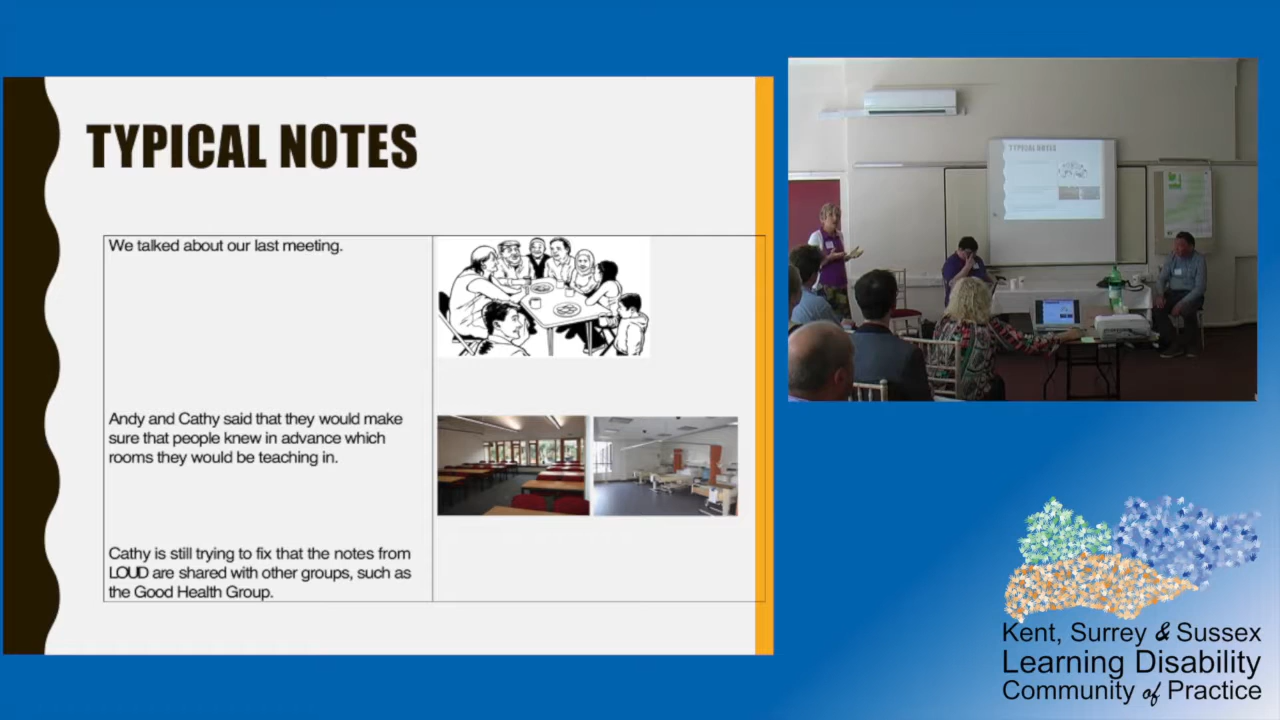 TYPICAL NOTES
We talked about our last meeting.
Andy and Cathy said that they would make
sure that people knew in advance which
rooms they would be teaching in.
Cathy is still trying to fix that the notes from
LOUD are shared with other groups, such as
the Good Health Group.
TYPICAL NOTES
Kent, Surrey & Sussex
Learning Disability
Community of Practice